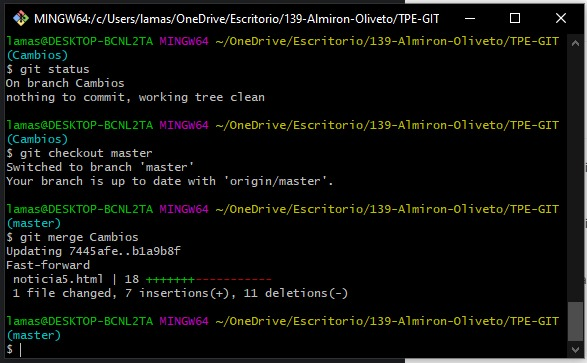 MINGW64:/c/Users/lamas/OneDrive/Escritorio/139-Almiron-Oliveto/TPE-GIT
lamas@DESKTOP-BCNL2TA MINGW64 ~/OneDrive/Escritorio/139-Almiron-Oliveto/TPE-GIT
(Cambios)
$ git status
On branch Cambios
nothing to commit, working tree clean
lamas@DESKTOP-BCNL2TA MINGW64 ~/OneDrive/Escritorio/139-Almiron-Oliveto/TPE-GIT
(Cambios)
$ git checkout master
Switched to branch 'master'
Your branch is up to date with 'origin/master'.
lamas@DESKTOP-BCNL2TA MINGW64 ~/OneDrive/Escritorio/139-Almiron-Oliveto/TPE-GIT
(master)
$ git merge Cambios
Updating 7445afe..b1a9b8f
Fast-forward
 noticia5.html | 18 +++++++-----------
 1 file changed, 7 insertions(+), 11 deletions(-)
lamas@DESKTOP-BCNL2TA MINGW64 ~/OneDrive/Escritorio/139-Almiron-Oliveto/TPE-GIT
(master)
$